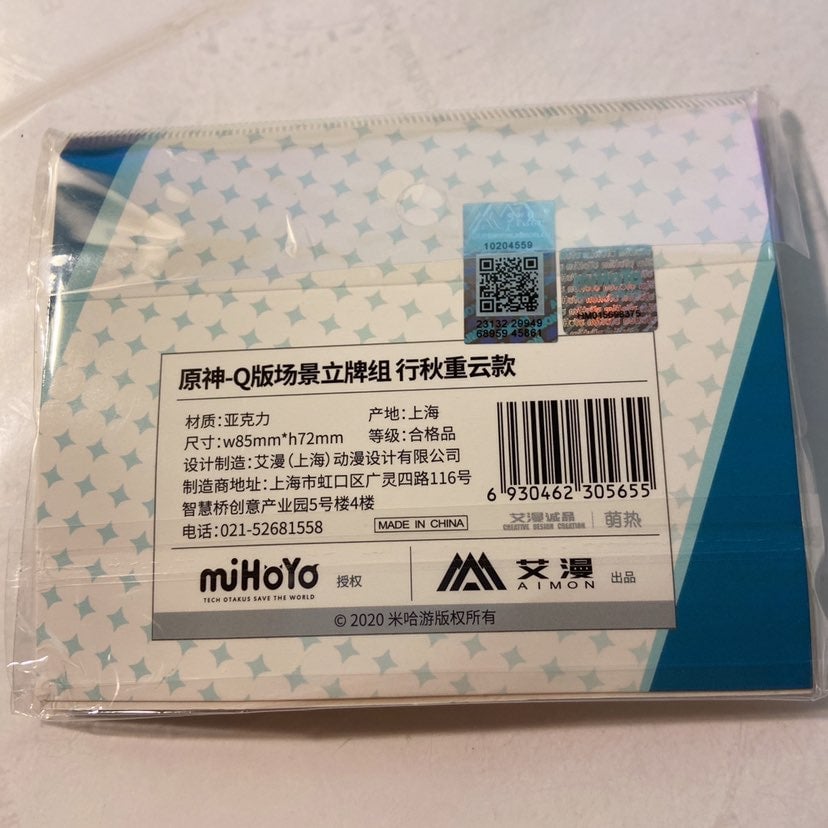 10204559
23132 29949
68959 45861
HM015698375
原神-Q版场景立牌组 行秋重云款
材质:亚克力 产地:上海
尺寸:w85mm*h72mm 等级:合格品
设计制造:艾漫(上海)动漫设计有限公司
制造商地址:上海市虹口区广灵四路116号
智慧桥创意产业园5号楼4楼
电话:021-52681558
MADE IN CHINA
6 930462 305655
艾漫诚品 萌热
CREATIVE DESIGN CREATION
miHoYo 授权
TECH OTAKUS SAVE THE WORLD
艾漫 出品
AIMON
© 2020 米哈游版权所有